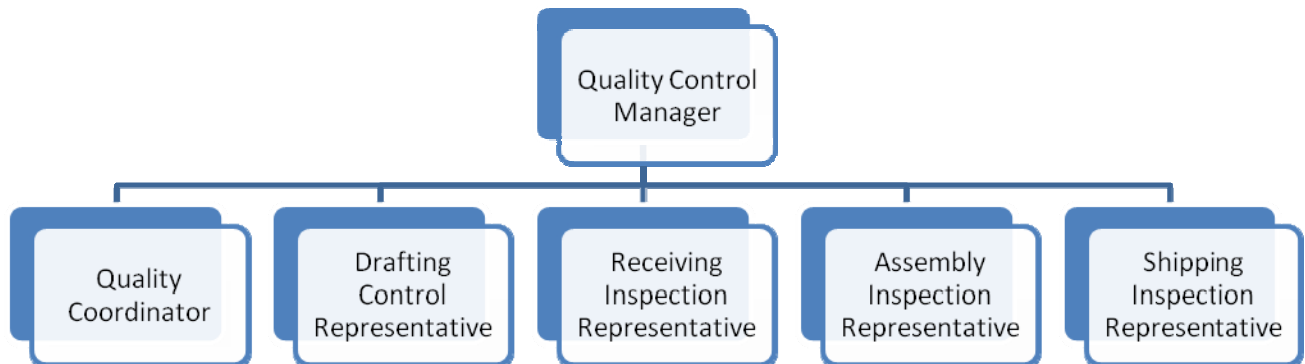 Quality Control
Manager
Quality
Coordinator
Drafting
Control
Representative
Receiving
Inspection
Representative
Assembly
Inspection
Representative
Shipping
Inspection
Representative